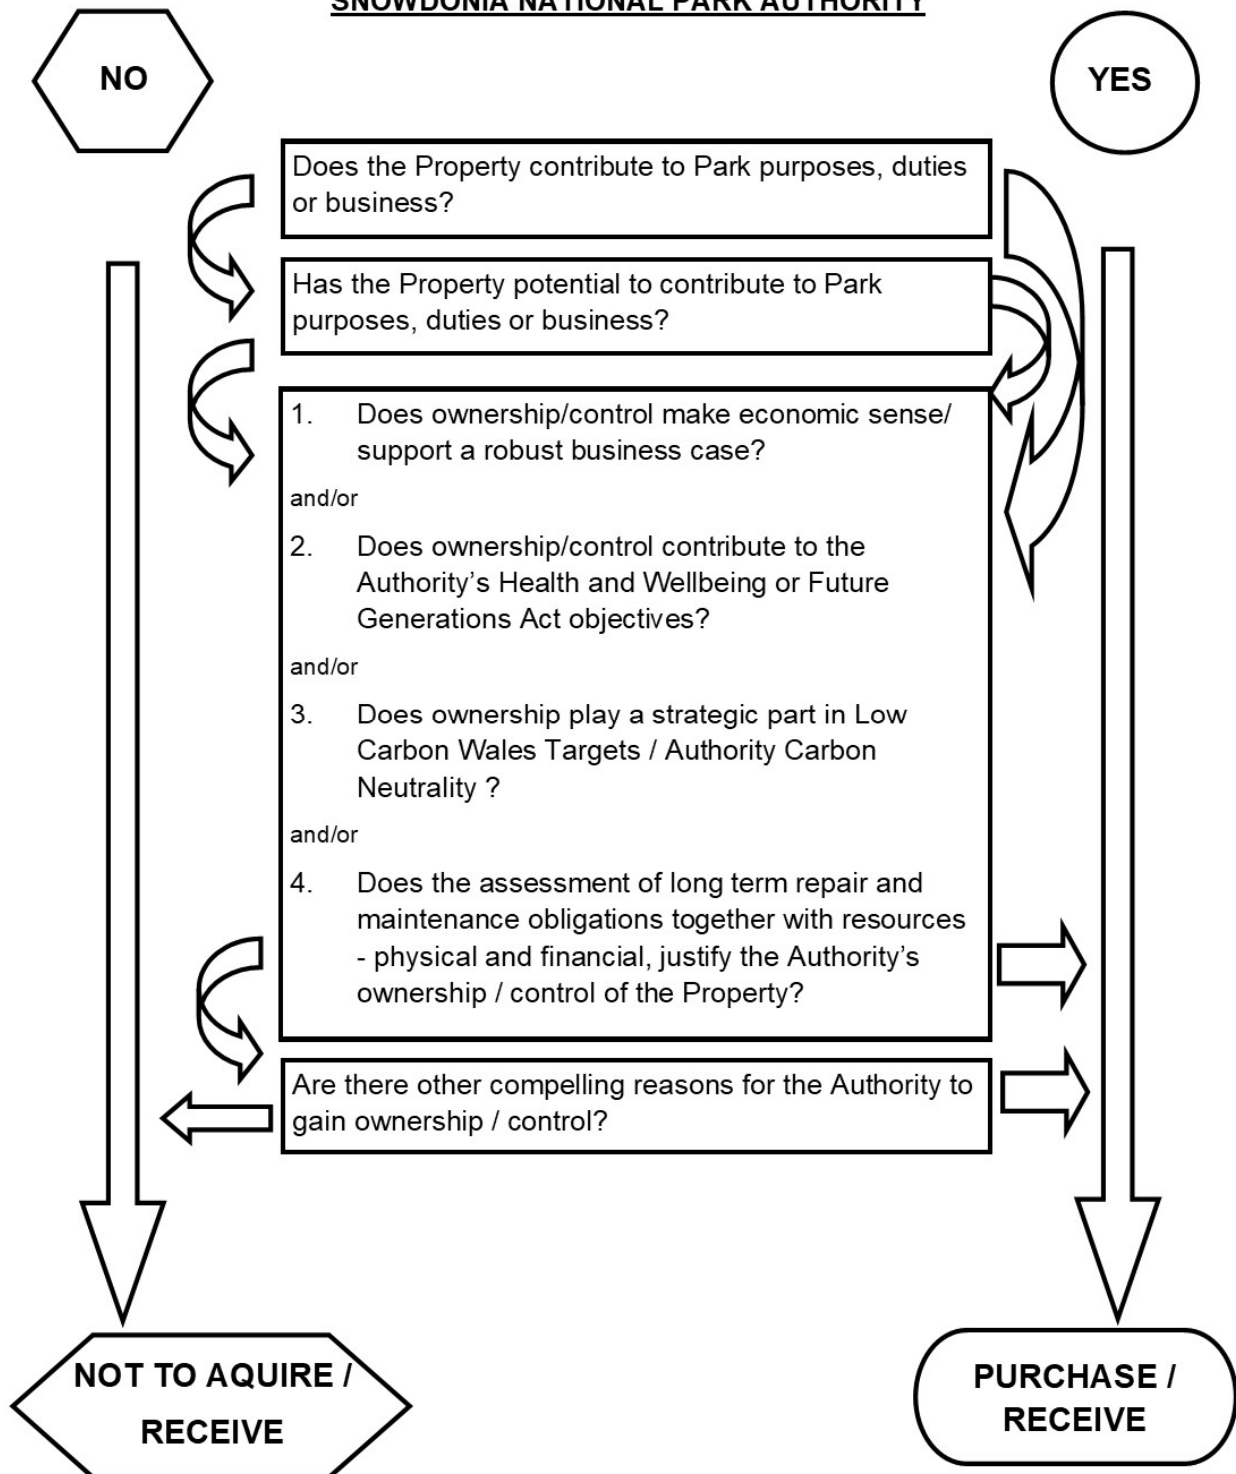 SNOWDONIA NATIONAL PARK AUTHORITY
NO
YES
Does the Property contribute to Park purposes, duties
or business?
Has the Property potential to contribute to Park
purposes, duties or business?
1. Does ownership/control make economic sense/
support a robust business case?
and/or
2. Does ownership/control contribute to the
Authority's Health and Wellbeing or Future
Generations Act objectives?
and/or
3. Does ownership play a strategic part in Low
Carbon Wales Targets / Authority Carbon
Neutrality ?
and/or
4. Does the assessment of long term repair and
maintenance obligations together with resources
- physical and financial, justify the Authority's
ownership / control of the Property?
Are there other compelling reasons for the Authority to
gain ownership / control?
NOT TO AQUIRE /
RECEIVE
PURCHASE /
RECEIVE